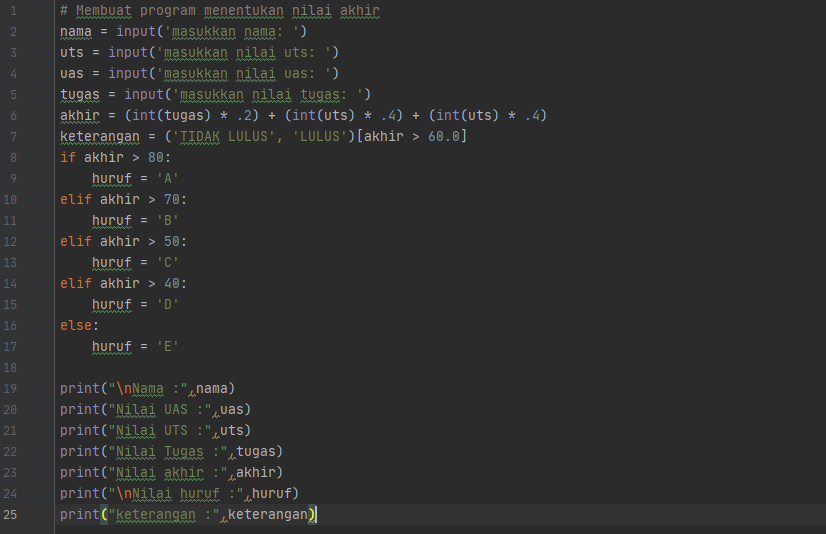 1 # Membuat program menentukan nilai akhir
2 nama = input('masukkan nama: ')
3 uts = input('masukkan nilai uts: ')
4 uas = input('masukkan nilai uas: ')
5 tugas = input('masukkan nilai tugas: ')
6 akhir = (int(tugas) * .2) + (int(uts) * .4) + (int(uts) * .4)
7 keterangan = ('TIDAK LULUS', 'LULUS')[akhir > 60.0]
8 if akhir > 80:
9     huruf = 'A'
10 elif akhir > 70:
11     huruf = 'B'
12 elif akhir > 50:
13     huruf = 'C'
14 elif akhir > 40:
15     huruf = 'D'
16 else:
17     huruf = 'E'
18
19 print("\nNama :",nama)
20 print("Nilai UAS :",uas)
21 print("Nilai UTS :",uts)
22 print("Nilai Tugas :",tugas)
23 print("Nilai akhir :",akhir)
24 print("\nNilai huruf :",huruf)
25 print("keterangan :",keterangan)